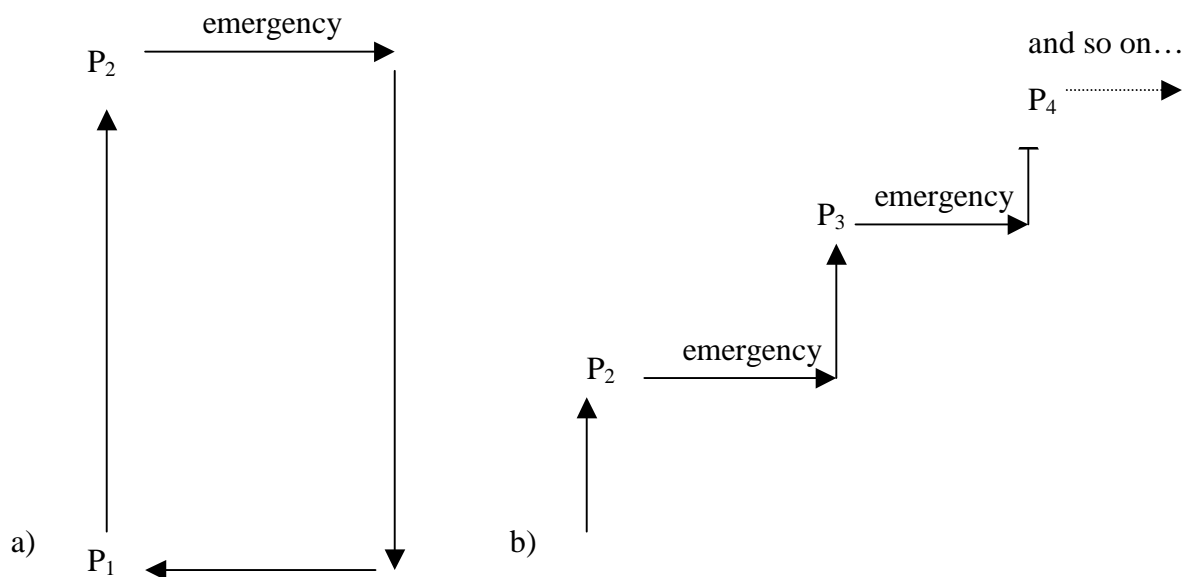 emergency
P₂
a)
P₁
and so on…
P₄
emergency
P₃
emergency
P₂
b)